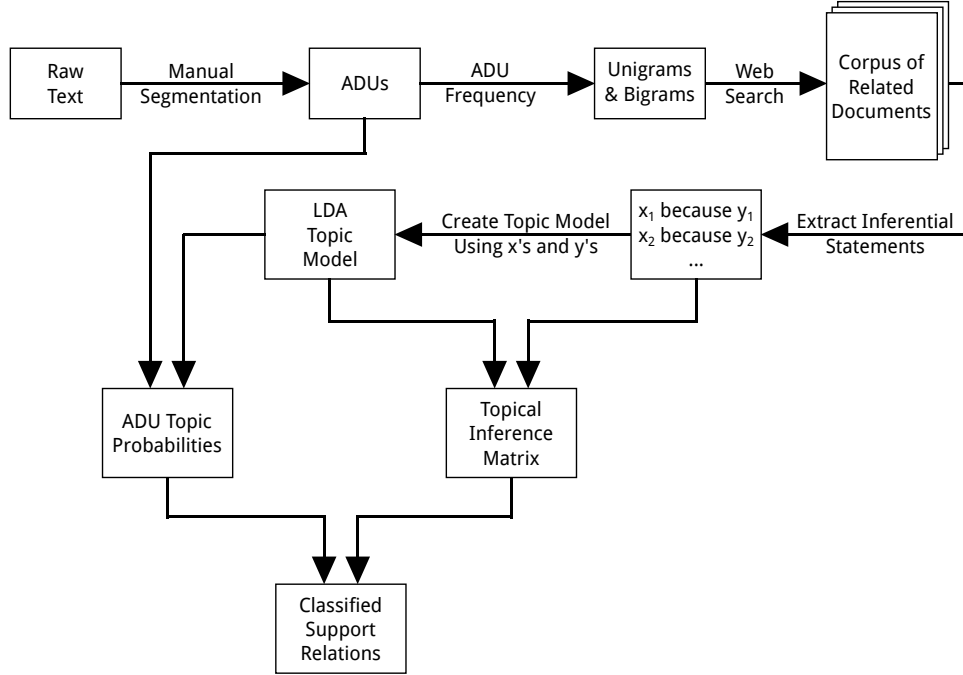 Raw
Text
Manual
Segmentation
ADUs
ADU
Frequency
Unigrams
& Bigrams
Web
Search
Corpus of
Related
Documents
LDA
Topic
Model
Create Topic Model
Using x's and y's
x₁ because y₁
x₂ because y₂
...
Extract Inferential
Statements
ADU Topic
Probabilities
Topical
Inference
Matrix
Classified
Support
Relations